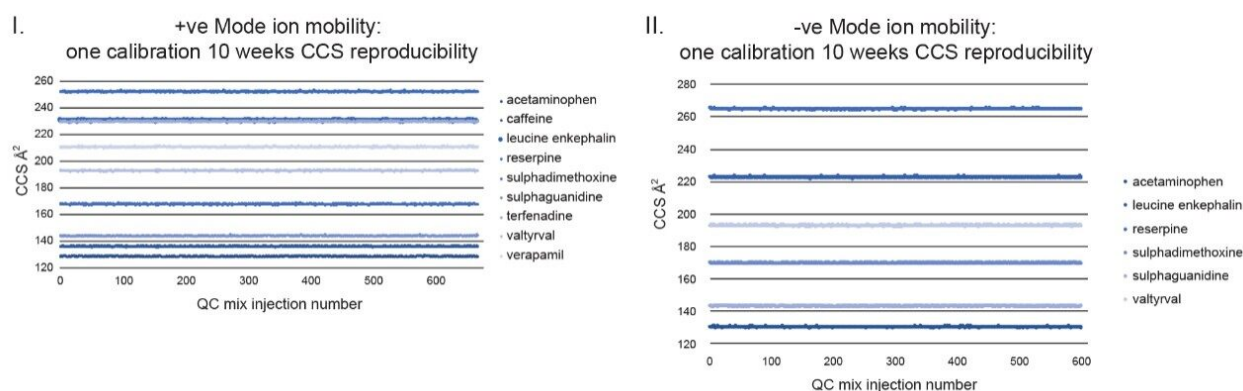 I.
+ve Mode ion mobility:
one calibration 10 weeks CCS reproducibility
260
240
220
200
180
160
140
120
CCS Å²
0 100 200 300 400 500 600
QC mix injection number
acetaminophen
caffeine
leucine enkephalin
reserpine
sulphadimethoxine
sulphaguanidine
terfenadine
valtyrval
verapamil
II.
-ve Mode ion mobility:
one calibration 10 weeks CCS reproducibility
280
260
240
220
200
180
160
140
120
CCS Å²
0 100 200 300 400 500 600
QC mix injection number
acetaminophen
leucine enkephalin
reserpine
sulphadimethoxine
sulphaguanidine
valtyrval